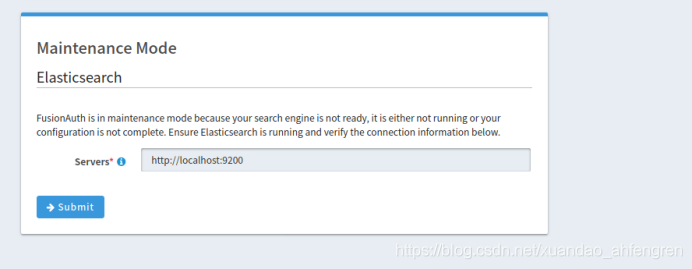 Maintenance Mode
Elasticsearch
FusionAuth is in maintenance mode because your search engine is not ready, it is either not running or your
configuration is not complete. Ensure Elasticsearch is running and verify the connection information below.
Servers* http://localhost:9200
Submit
https://blog.csdn.net/xuandao_ahfengren